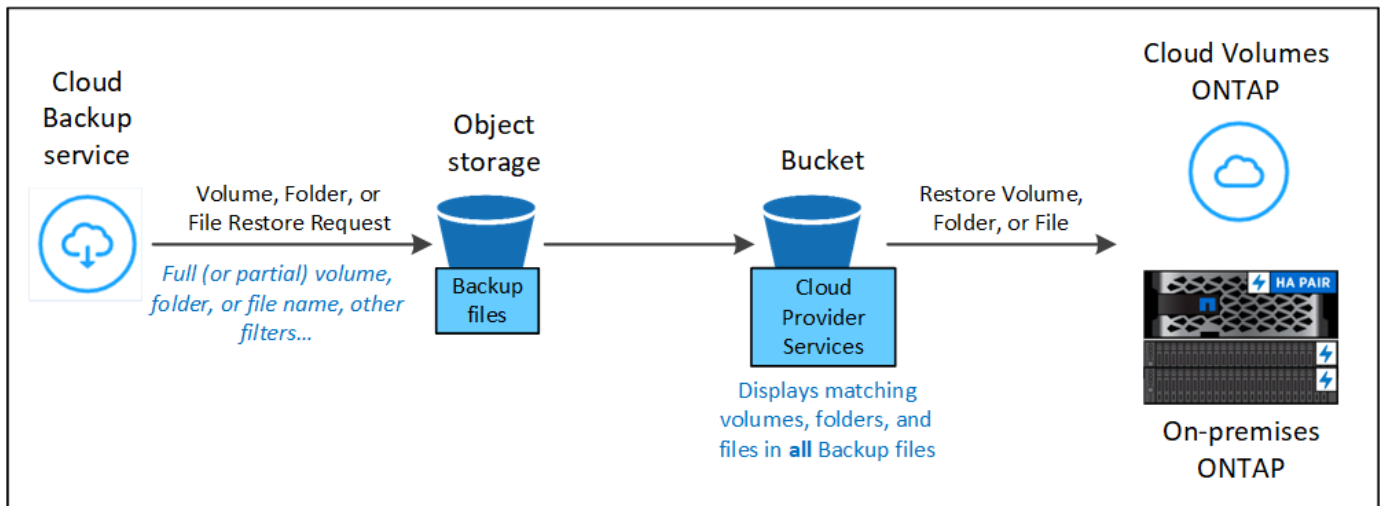 Cloud
Backup
service
Volume, Folder, or
File Restore Request
Full (or partial) volume,
folder, or file name, other
filters...
Object
storage
Backup
files
Bucket
Cloud
Provider
Services
Displays matching
volumes, folders, and
files in all Backup files
Restore Volume,
Folder, or File
Cloud Volumes
ONTAP
HA PAIR
On-premises
ONTAP